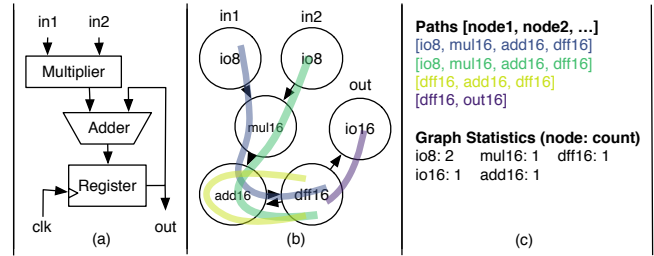 in1 in2
Multiplier
Adder
Register
clk
out
(a)
in1 in2
io8 io8
out
mul16
io16
add16
dff16
(b)
Paths [node1, node2, …]
[io8, mul16, add16, dff16]
[io8, mul16, add16, dff16]
[dff16, add16, dff16]
[dff16, out16]
Graph Statistics (node: count)
io8: 2 mul16: 1 dff16: 1
io16: 1 add16: 1
(c)